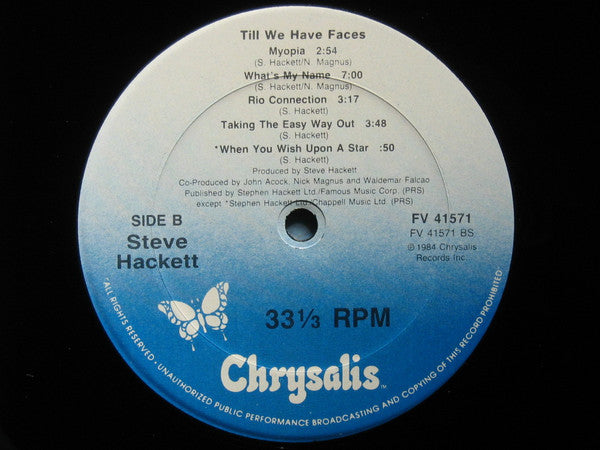 Till We Have Faces
Myopia 2:54
(S. Hackett/N. Magnus)
What's My Name 7:00
(S. Hackett/N. Magnus)
Rio Connection 3:17
(S. Hackett)
Taking The Easy Way Out 3:48
(S. Hackett)
*When You Wish Upon A Star :50
(S. Hackett)
Produced by Steve Hackett
Co-Produced by John Acock, Nick Magnus and Waldemar Falcao
Published by Stephen Hackett Ltd./Famous Music Corp. (PRS)
except *Stephen Hackett Ltd./Chappell Music Ltd. (PRS)
SIDE B
Steve
Hackett
FV 41571
FV 41571 BS
℗ 1984 Chrysalis
Records Inc.
33 1/3 RPM
Chrysalis™
"ALL RIGHTS RESERVED - UNAUTHORIZED PUBLIC PERFORMANCE BROADCASTING AND COPYING OF THIS RECORD PROHIBITED"